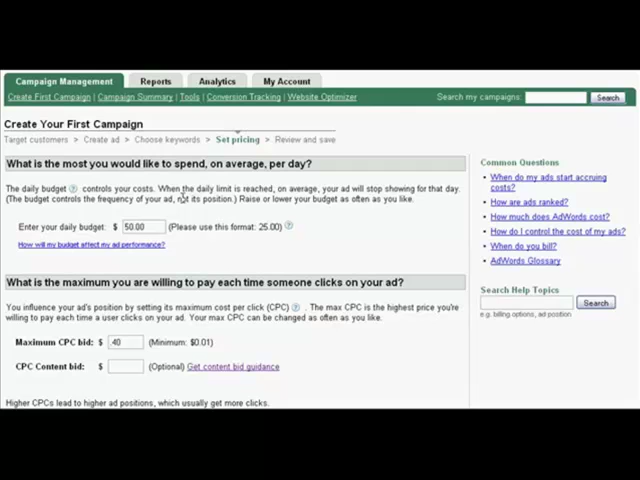 Campaign Management Reports Analytics My Account
Create First Campaign | Campaign Summary | Tools | Conversion Tracking | Website Optimizer Search my campaigns: Search
Create Your First Campaign
Target customers > Create ad > Choose keywords > Set pricing > Review and save
What is the most you would like to spend, on average, per day?
The daily budget ? controls your costs. When the daily limit is reached, on average, your ad will stop showing for that day.
(The budget controls the frequency of your ad, not its position.) Raise or lower your budget as often as you like.
Enter your daily budget: $ 50.00 (Please use this format: 25.00) ?
How will my budget affect my ad performance?
What is the maximum you are willing to pay each time someone clicks on your ad?
You influence your ad's position by setting its maximum cost per click (CPC) ? . The max CPC is the highest price you're
willing to pay each time a user clicks on your ad. Your max CPC can be changed as often as you like.
Maximum CPC bid: $ .40 (Minimum: $0.01)
CPC Content bid: $ (Optional) Get content bid guidance
Higher CPCs lead to higher ad positions, which usually get more clicks.
Common Questions
When do my ads start accruing
costs?
How are ads ranked?
How much does AdWords cost?
How do I control the cost of my ads?
When do you bill?
AdWords Glossary
Search Help Topics
Search
e.g. billing options, ad position